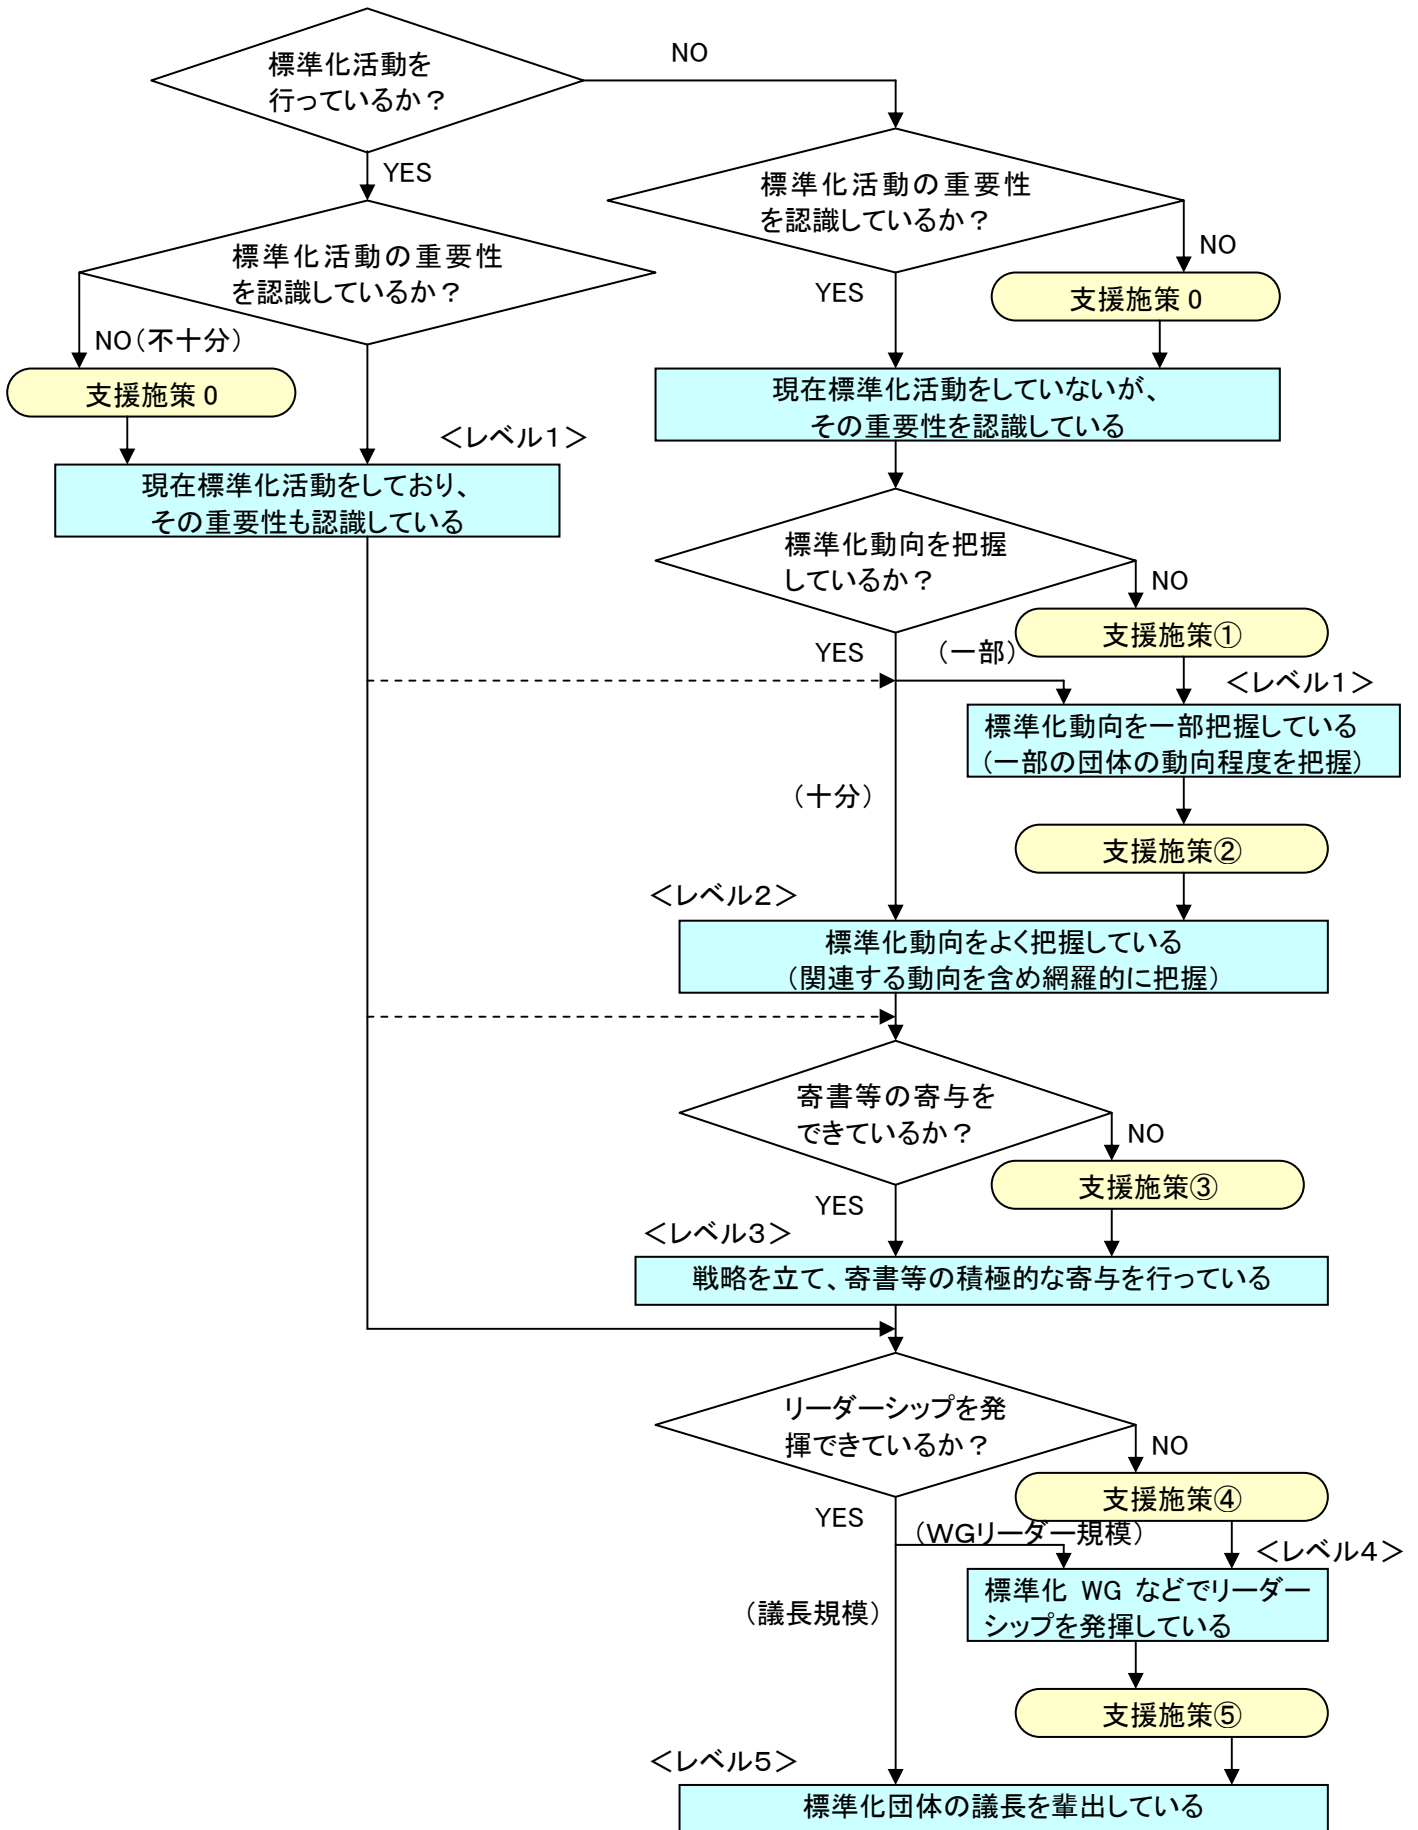 標準化活動を
行っているか？
NO
YES
標準化活動の重要性
を認識しているか？
NO
YES
支援施策０
標準化活動の重要性
を認識しているか？
NO（不十分）
支援施策０
現在標準化活動をしていないが、
その重要性を認識している
＜レベル１＞
現在標準化活動をしており、
その重要性も認識している
標準化動向を把握
しているか？
NO
支援施策①
YES
（一部）
＜レベル１＞
標準化動向を一部把握している
（一部の団体の動向程度を把握）
（十分）
支援施策②
＜レベル２＞
標準化動向をよく把握している
（関連する動向を含め網羅的に把握）
寄書等の寄与を
できているか？
NO
支援施策③
YES
＜レベル３＞
戦略を立て、寄書等の積極的な寄与を行っている
リーダーシップを発
揮できているか？
NO
支援施策④
YES
（WGリーダー規模）
＜レベル４＞
標準化 WG などでリーダー
シップを発揮している
（議長規模）
支援施策⑤
＜レベル５＞
標準化団体の議長を輩出している